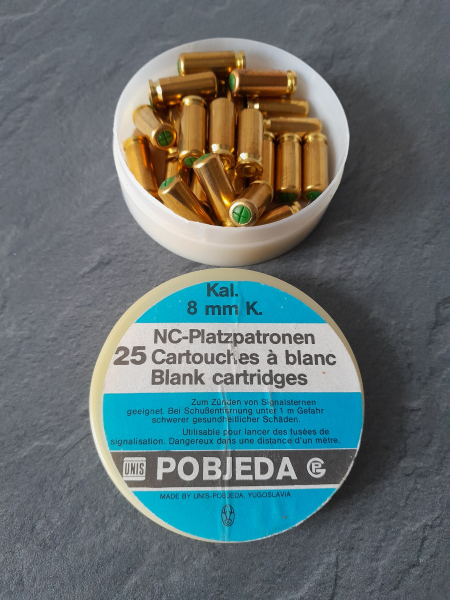 Kal.
8 mm K.
NC-Platzpatronen
25 Cartouches à blanc
Blank cartridges
Zum Zünden von Signalsternen
geeignet. Bei Schußentfernung unter 1 m Gefahr
schwerer gesundheitlicher Schäden.
Utilisable pour lancer des fusées de
signalisation. Dangereux dans une distance d'un mètre.
UNIS POBJEDA
MADE BY UNIS-POBJEDA, YUGOSLAVIA